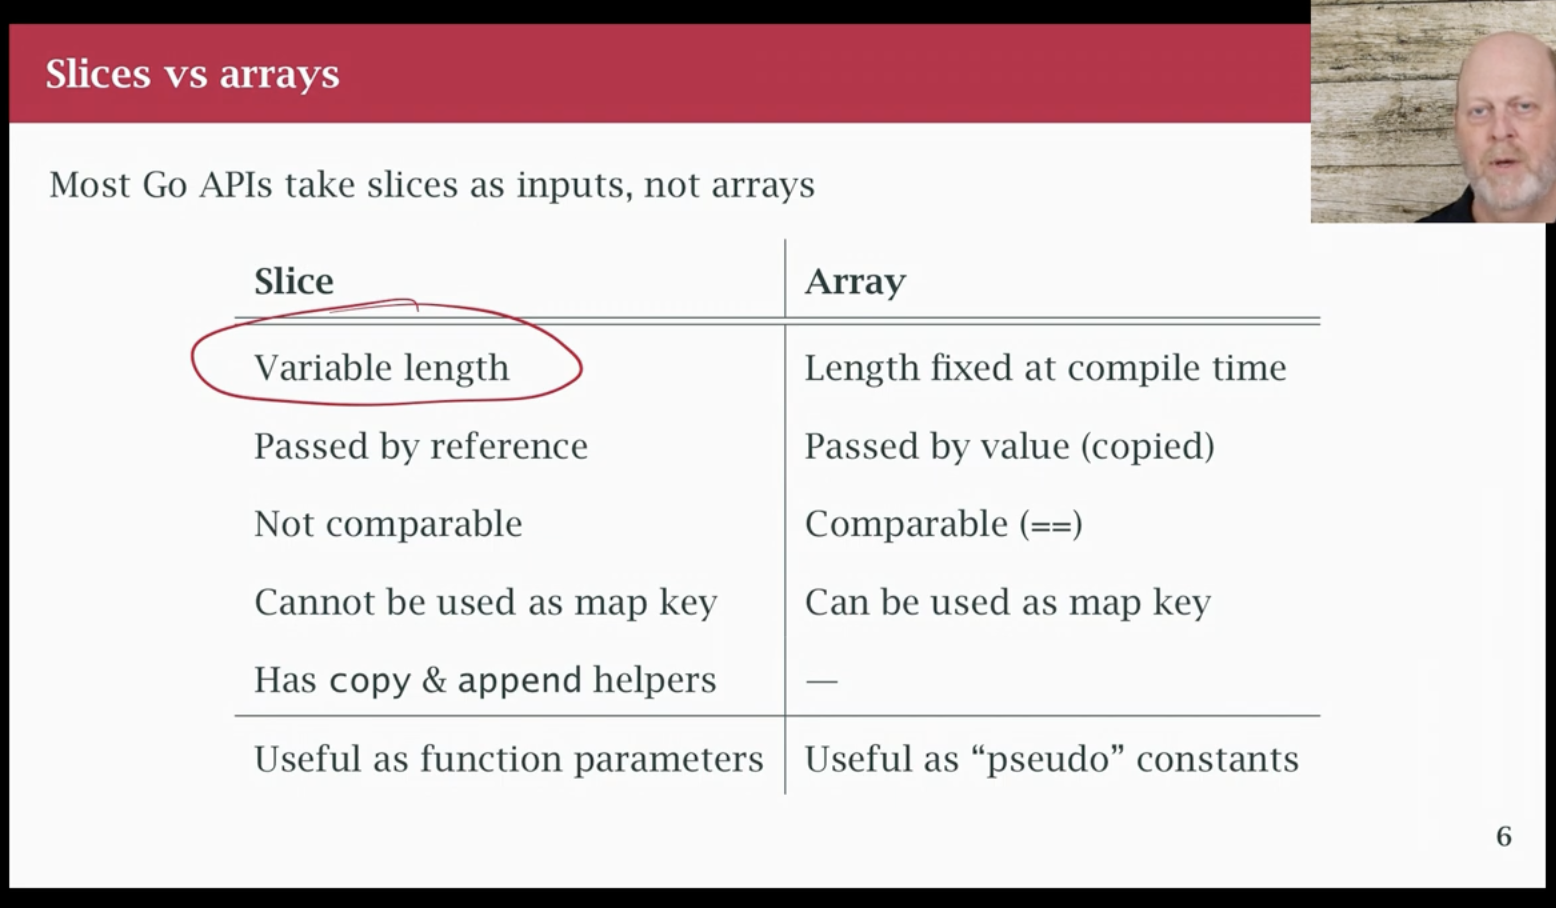 Slices vs arrays
Most Go APIs take slices as inputs, not arrays
Slice Array
Variable length Length fixed at compile time
Passed by reference Passed by value (copied)
Not comparable Comparable (==)
Cannot be used as map key Can be used as map key
Has copy & append helpers —
Useful as function parameters Useful as “pseudo” constants
6